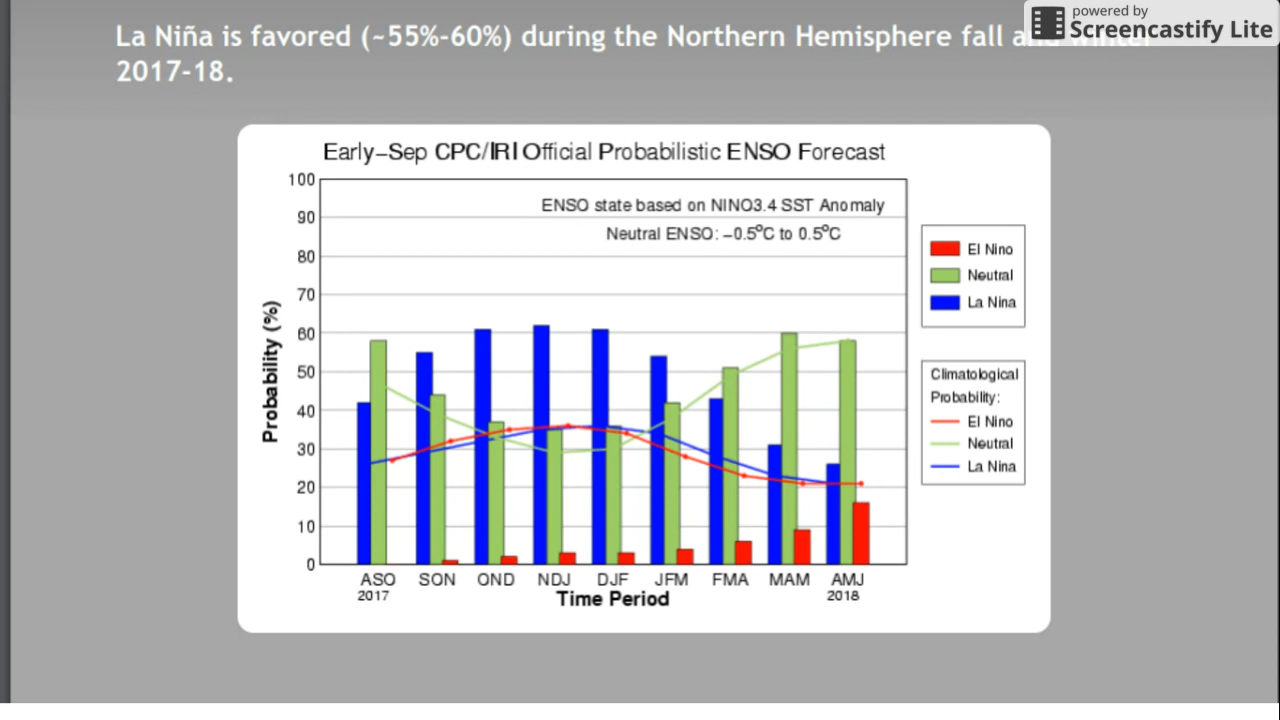 powered by
Screencastify Lite
La Niña is favored (~55%-60%) during the Northern Hemisphere fall
2017-18.
Early-Sep CPC/IRI Official Probabilistic ENSO Forecast
ENSO state based on NINO3.4 SST Anomaly
Neutral ENSO: -0.5°C to 0.5°C
100
90
80
70
60
50
40
30
20
10
0
Probability (%)
ASO SON OND NDJ DJF JFM FMA MAM AMJ
2017 2018
Time Period
El Nino
Neutral
La Nina
Climatological
Probability:
El Nino
Neutral
La Nina